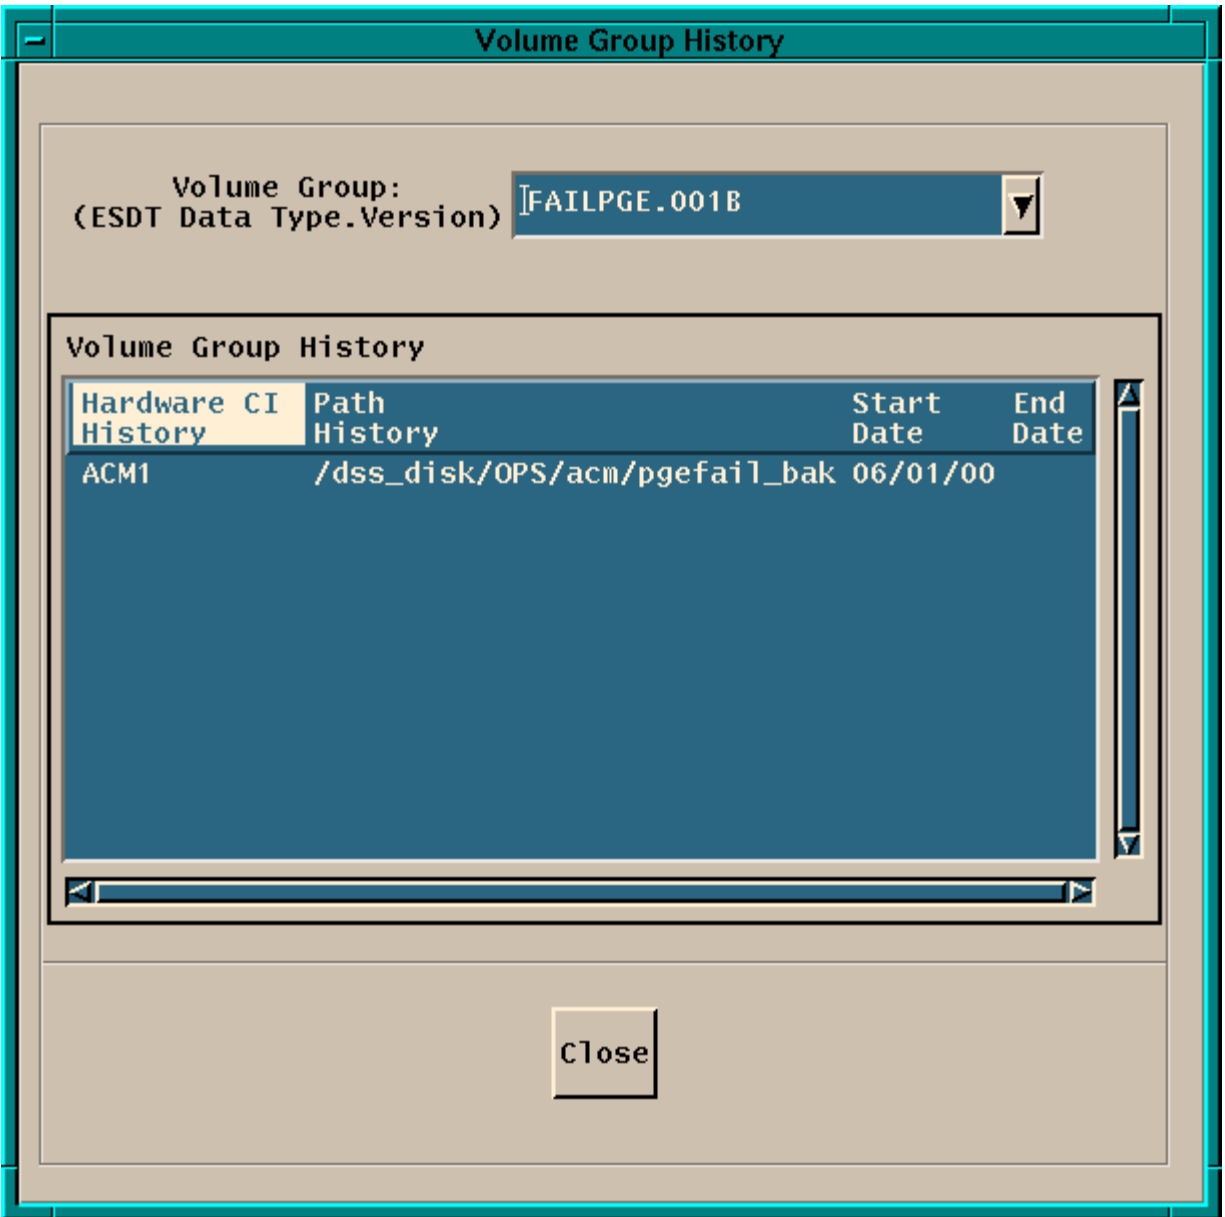 Volume Group History
Volume Group:
(ESDT Data Type.Version)
FAILPGE.001B
Volume Group History
Hardware CI Path Start End
History History Date Date
ACM1 /dss_disk/OPS/acm/pgefail_bak 06/01/00
Close